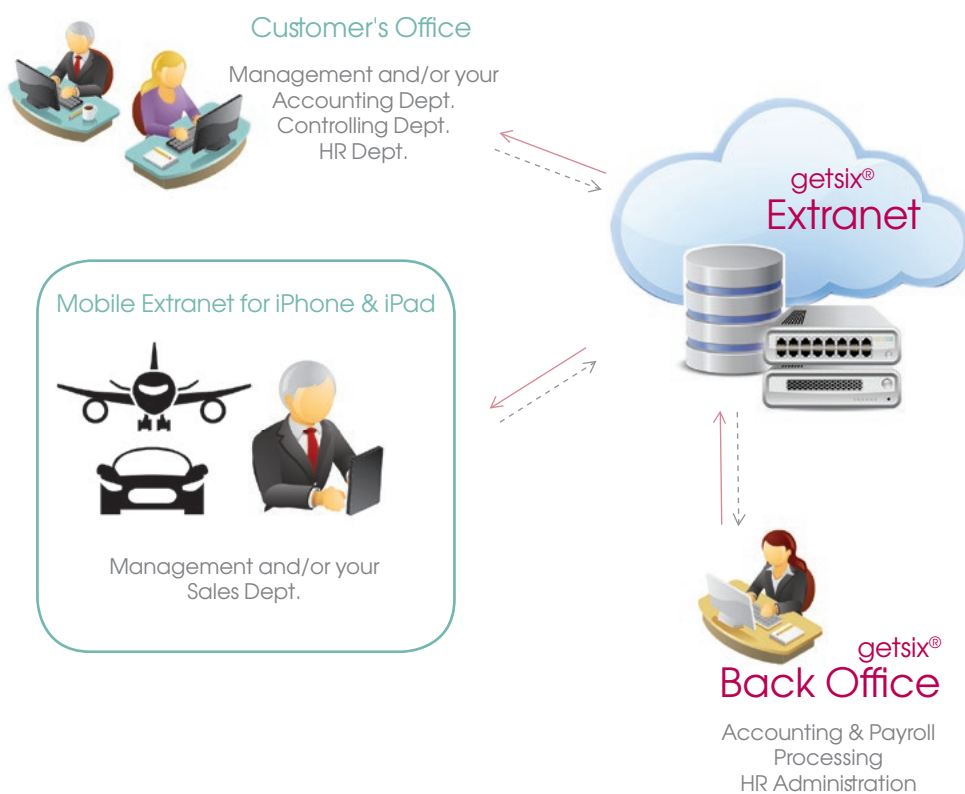 Customer's Office
Management and/or your
Accounting Dept.
Controlling Dept.
HR Dept.
getsix®
Extranet
Mobile Extranet for iPhone & iPad
Management and/or your
Sales Dept.
getsix®
Back Office
Accounting & Payroll
Processing
HR Administration